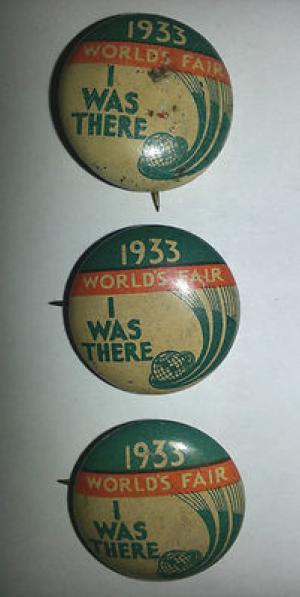 1933
WORLD'S FAIR
I
WAS
THERE
1933
WORLD'S FAIR
I
WAS
THERE
1933
WORLD'S FAIR
I
WAS
THERE